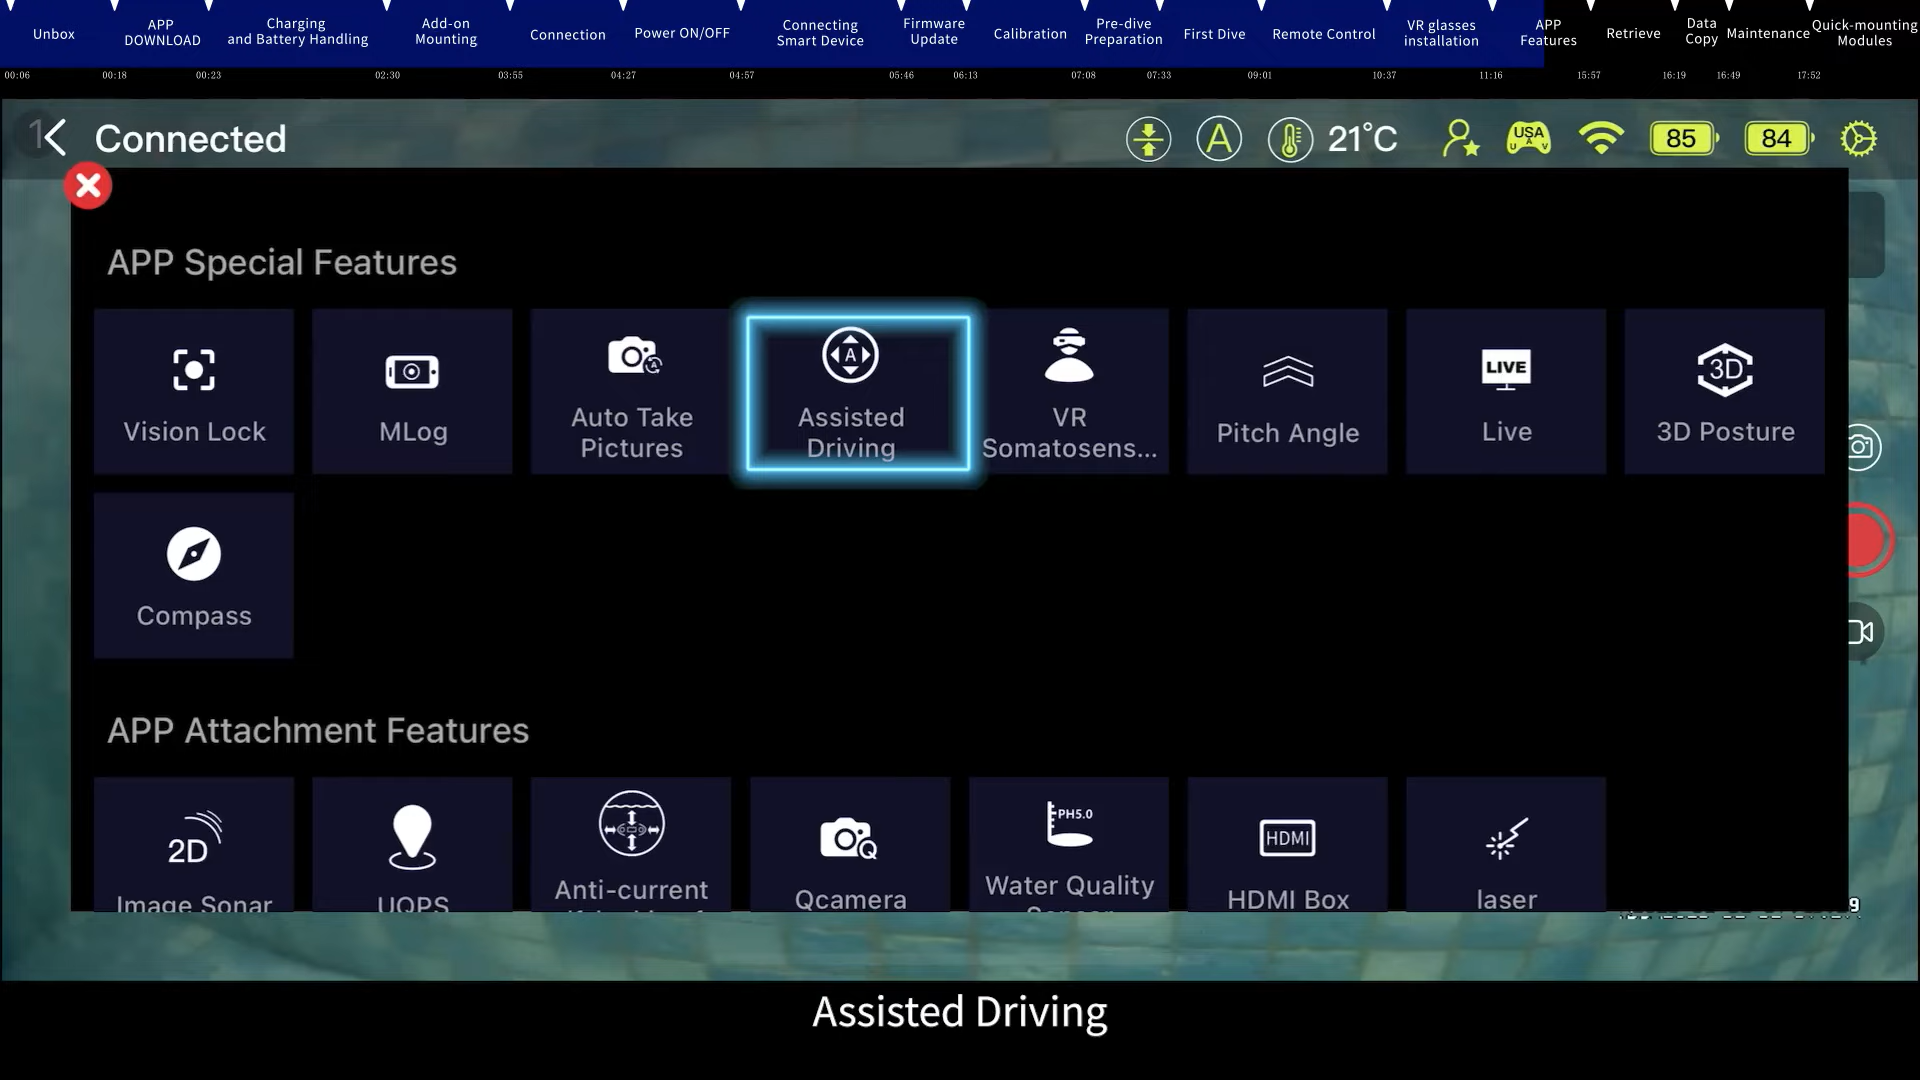 Unbox
APP
DOWNLOAD
Charging
and Battery Handling
Add-on
Mounting
Connection
Power ON/OFF
Connecting
Smart Device
Firmware
Update
Calibration
Pre-dive
Preparation
First Dive
Remote Control
VR glasses
installation
APP
Features
Retrieve
Data
Copy
Maintenance
Quick-mounting
Modules
00:06
00:18
00:23
02:30
03:55
04:27
04:57
05:46
06:13
07:08
07:33
09:01
10:37
11:16
15:57
16:19
16:49
17:52
Connected
A
21°C
USA
U A V
85
84
APP Special Features
Vision Lock
MLog
Auto Take
Pictures
A
Assisted
Driving
VR
Somatosens...
Pitch Angle
LIVE
Live
3D
3D Posture
Compass
APP Attachment Features
2D
Image Sonar
UQPS
Anti-current
Qcamera
PH5.0
Water Quality
Sensor
HDMI
HDMI Box
laser
Assisted Driving